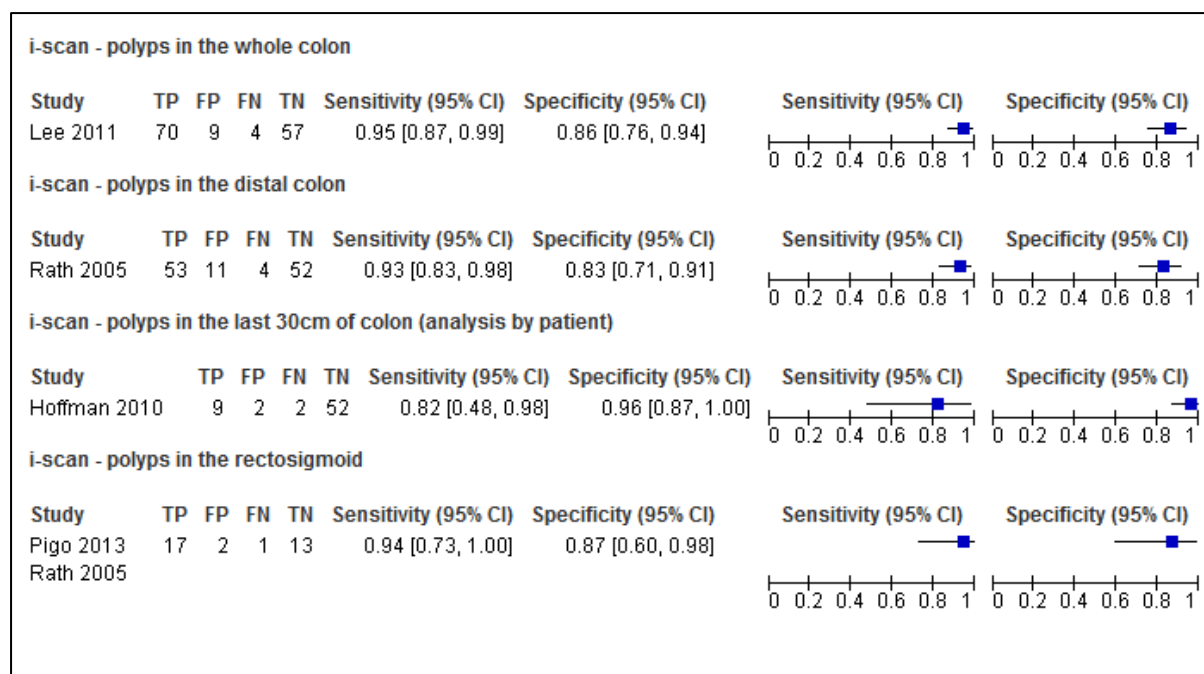 i-scan - polyps in the whole colon
Study TP FP FN TN Sensitivity (95% CI) Specificity (95% CI) Sensitivity (95% CI) Specificity (95% CI)
Lee 2011 70 9 4 57 0.95 [0.87, 0.99] 0.86 [0.76, 0.94]
0 0.2 0.4 0.6 0.8 1 0 0.2 0.4 0.6 0.8 1
i-scan - polyps in the distal colon
Study TP FP FN TN Sensitivity (95% CI) Specificity (95% CI) Sensitivity (95% CI) Specificity (95% CI)
Rath 2005 53 11 4 52 0.93 [0.83, 0.98] 0.83 [0.71, 0.91]
0 0.2 0.4 0.6 0.8 1 0 0.2 0.4 0.6 0.8 1
i-scan - polyps in the last 30cm of colon (analysis by patient)
Study TP FP FN TN Sensitivity (95% CI) Specificity (95% CI) Sensitivity (95% CI) Specificity (95% CI)
Hoffman 2010 9 2 2 52 0.82 [0.48, 0.98] 0.96 [0.87, 1.00]
0 0.2 0.4 0.6 0.8 1 0 0.2 0.4 0.6 0.8 1
i-scan - polyps in the rectosigmoid
Study TP FP FN TN Sensitivity (95% CI) Specificity (95% CI) Sensitivity (95% CI) Specificity (95% CI)
Pigo 2013 17 2 1 13 0.94 [0.73, 1.00] 0.87 [0.60, 0.98]
Rath 2005
0 0.2 0.4 0.6 0.8 1 0 0.2 0.4 0.6 0.8 1